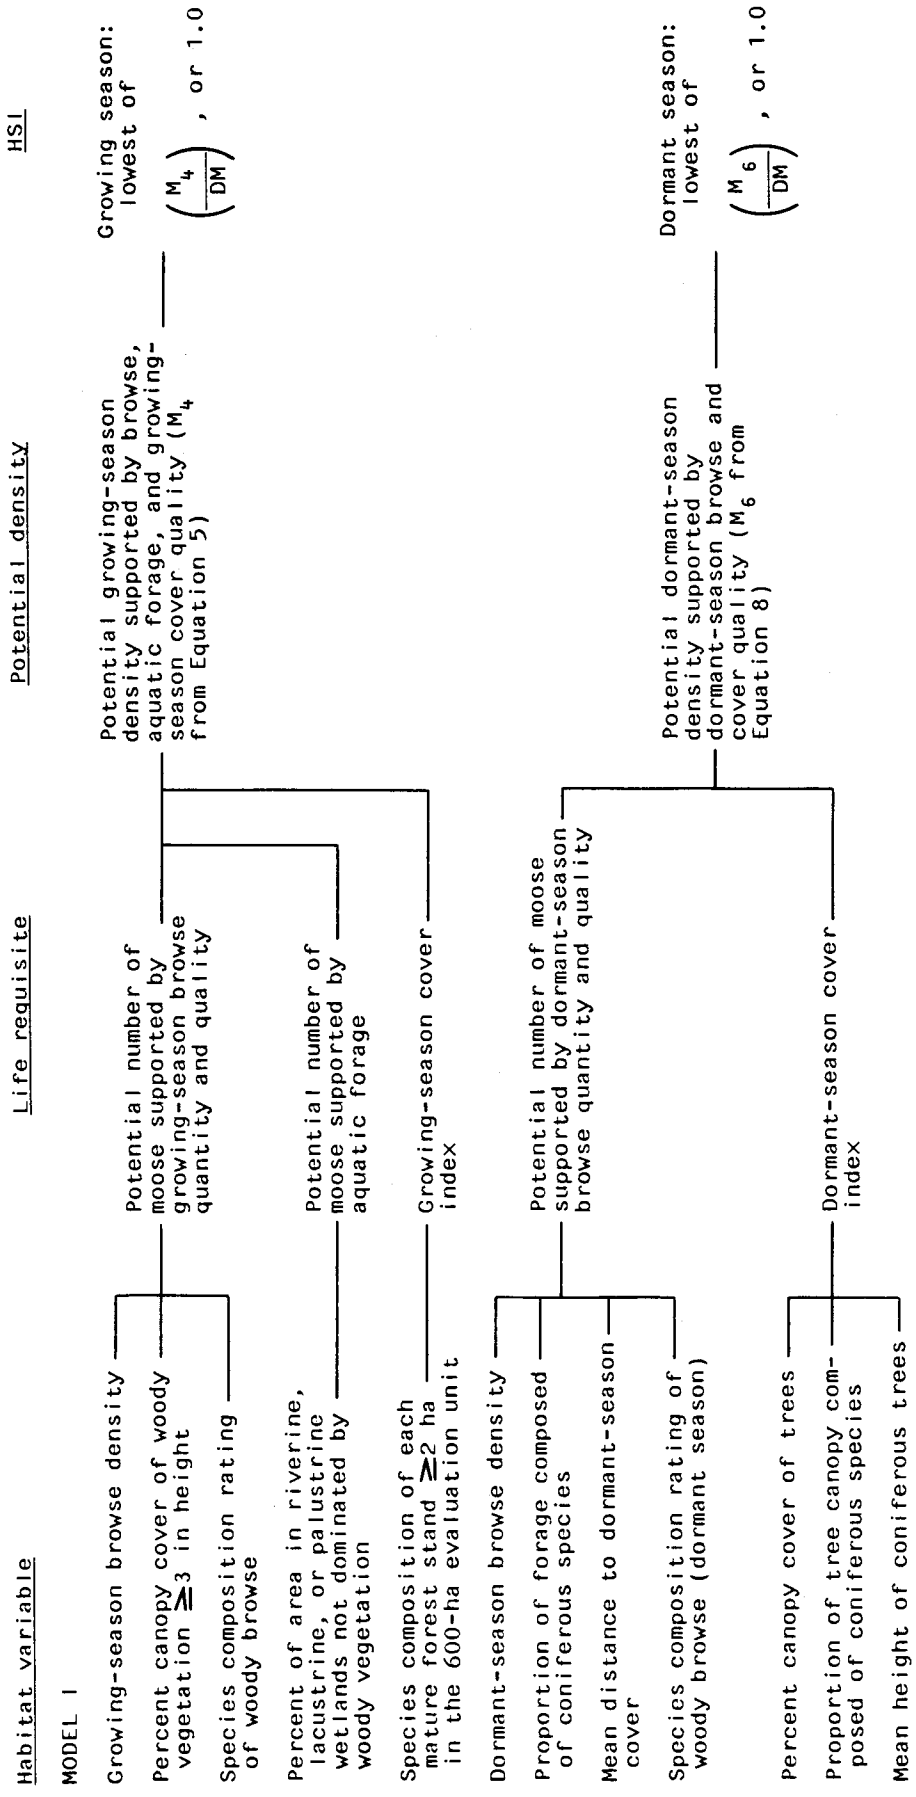 Habitat variable
Life requisite
Potential density
HSI
MODEL I
Growing-season browse density
Percent canopy cover of woody
vegetation ≧3 in height
Species composition rating
of woody browse
Potential number of
moose supported by
growing-season browse
quantity and quality
Percent of area in riverine,
lacustrine, or palustrine
wetlands not dominated by
woody vegetation
Potential number of
moose supported by
aquatic forage
Species composition of each
mature forest stand ≧2 ha
in the 600-ha evaluation unit
Growing-season cover
index
Potential growing-season
density supported by browse,
aquatic forage, and growing-
season cover quality (M4
from Equation 5)
Growing season:
lowest of
(M4/DM) , or 1.0
Dormant-season browse density
Proportion of forage composed
of coniferous species
Mean distance to dormant-season
cover
Species composition rating of
woody browse (dormant season)
Potential number of moose
supported by dormant-season
browse quantity and quality
Percent canopy cover of trees
Proportion of tree canopy com-
posed of coniferous species
Mean height of coniferous trees
Dormant-season cover
index
Potential dormant-season
density supported by
dormant-season browse and
cover quality (M6 from
Equation 8)
Dormant season:
lowest of
(M6/DM) , or 1.0